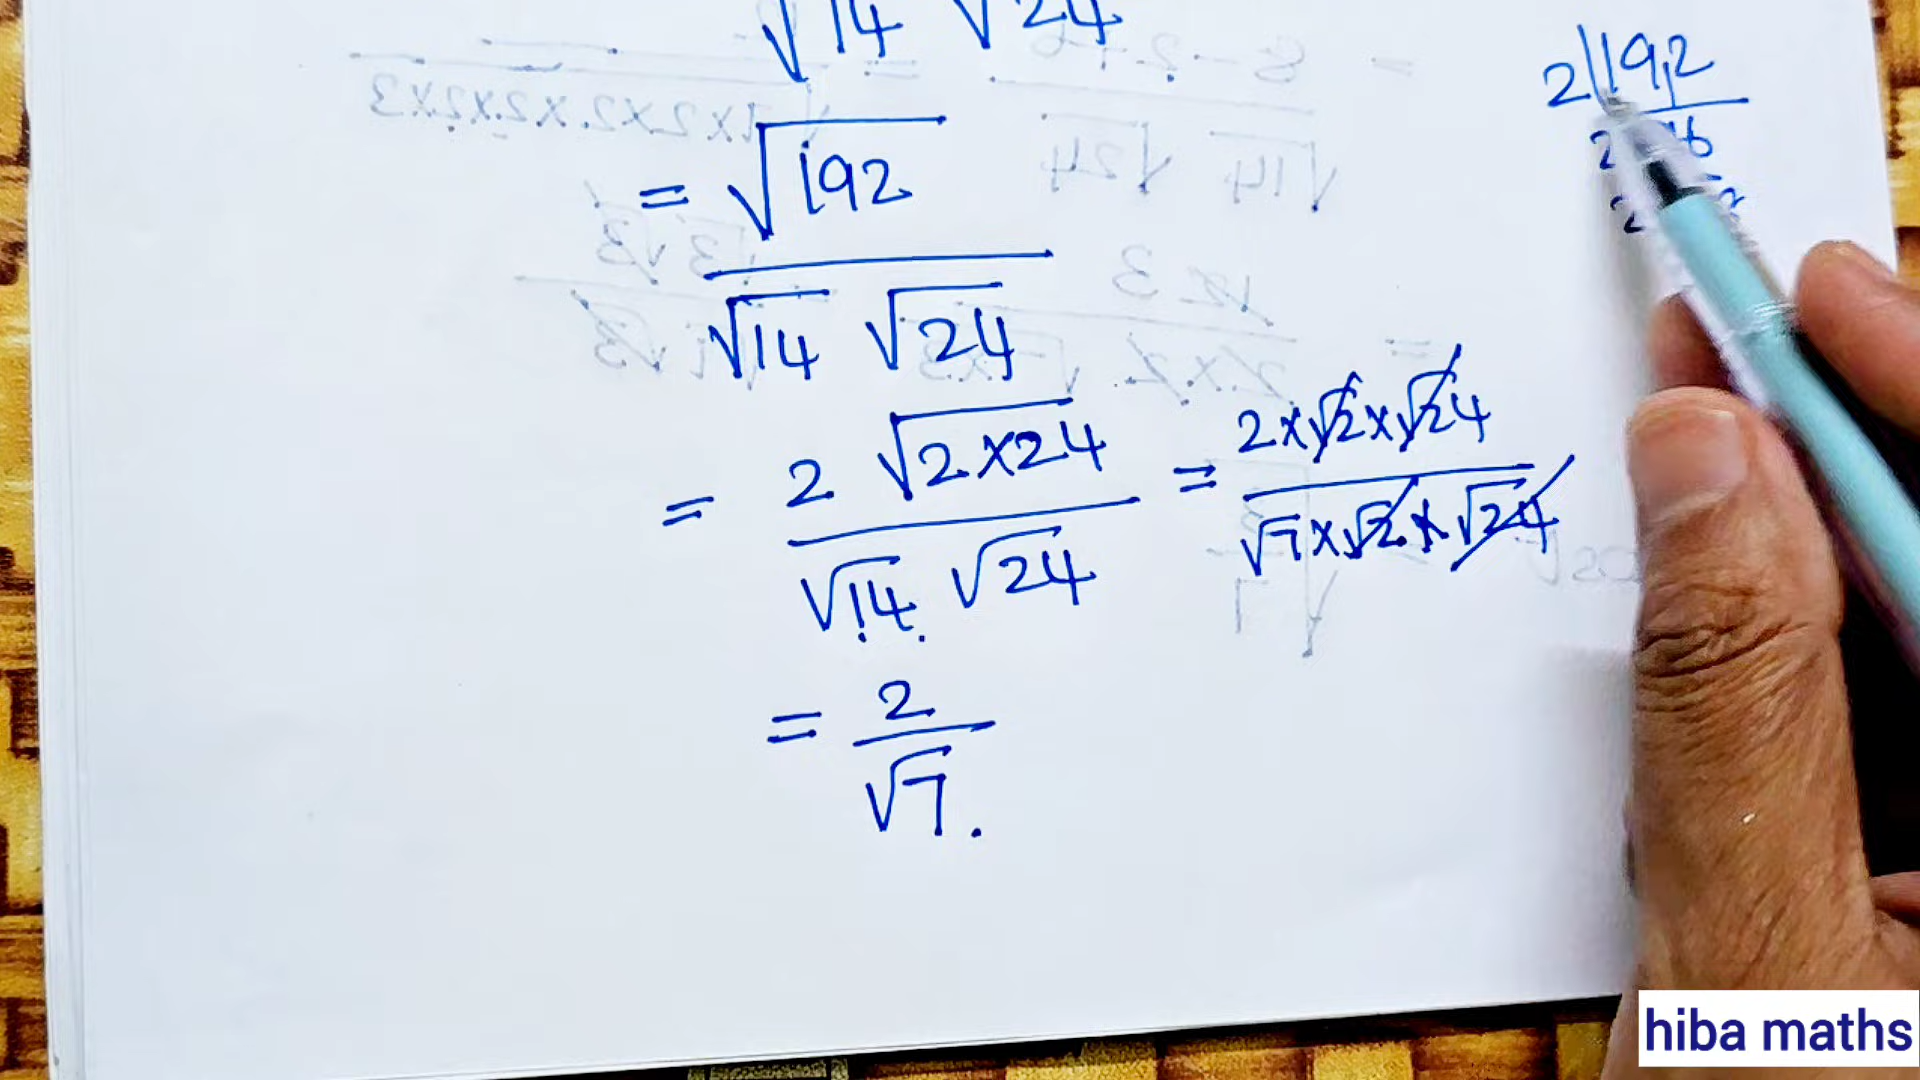 √14 √24
2|192
= √192
√14 √24
= 2 √2×24 = 2×√2×√24
√14 √24 √7×√2×√24
= 2
√7.
hiba maths